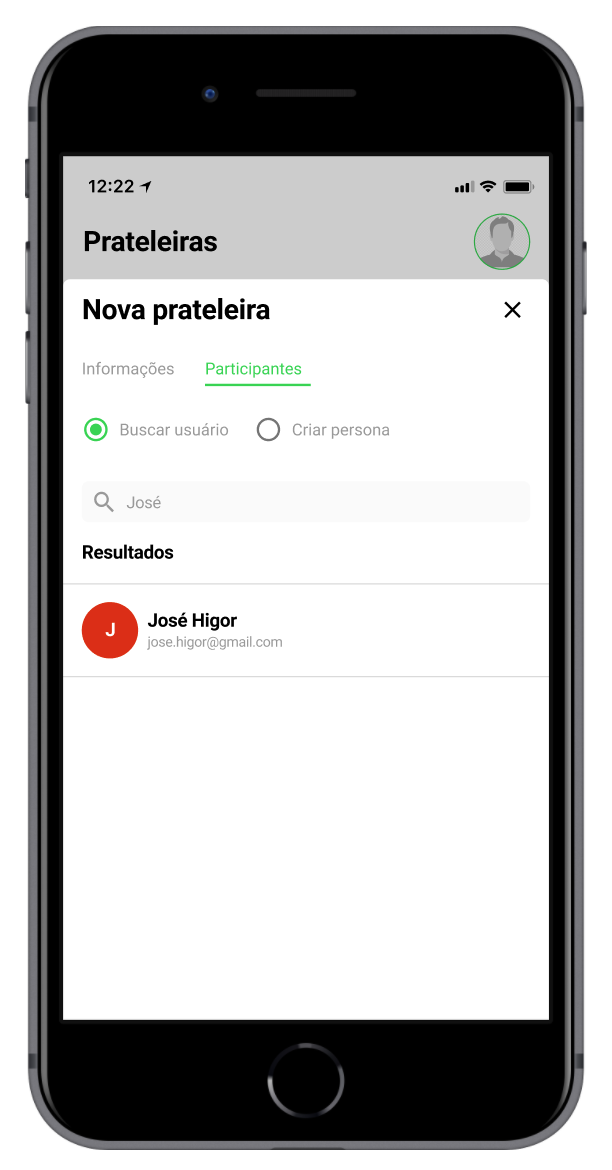 12:22
Prateleiras
Nova prateleira
Informações Participantes
Buscar usuário Criar persona
José
Resultados
J
José Higor
jose.higor@gmail.com